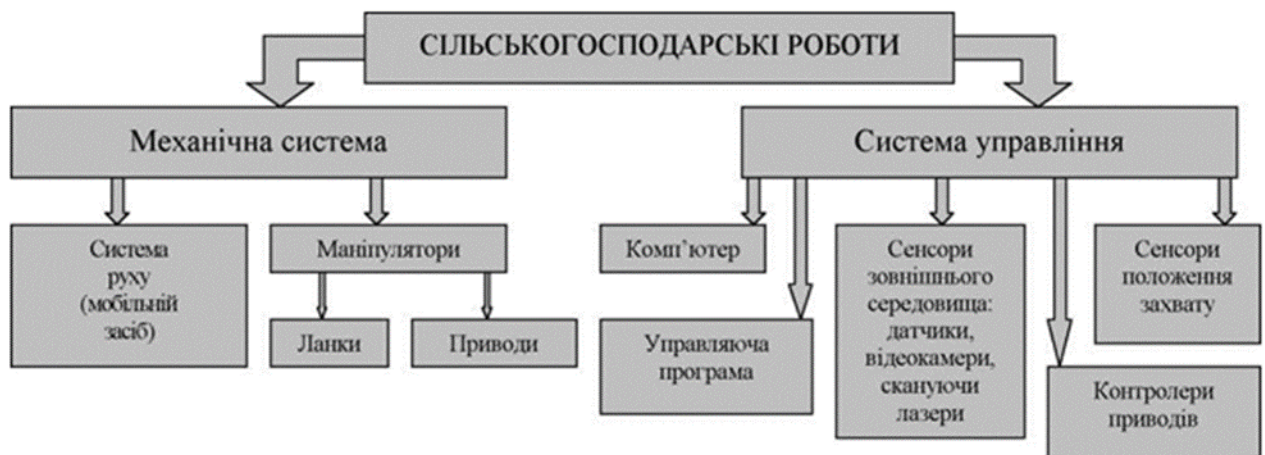 СІЛЬСЬКОГОСПОДАРСЬКІ РОБОТИ
Механічна система
Система управління
Система
руху
(мобільній
засіб)
Маніпулятори
Ланки
Приводи
Комп’ютер
Управляюча
програма
Сенсори
зовнішнього
середовища:
датчики,
відеокамери,
скануючи
лазери
Контролери
приводів
Сенсори
положення
захвату